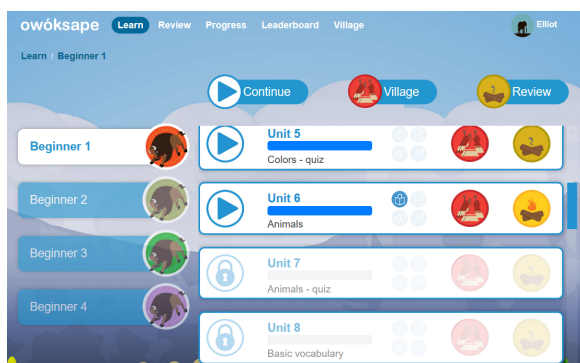 owóksape Learn Review Progress Leaderboard Village Elliot
Learn / Beginner 1
Continue Village Review
Beginner 1
Beginner 2
Beginner 3
Beginner 4
Unit 5
Colors - quiz
Unit 6
Animals
Unit 7
Animals - quiz
Unit 8
Basic vocabulary